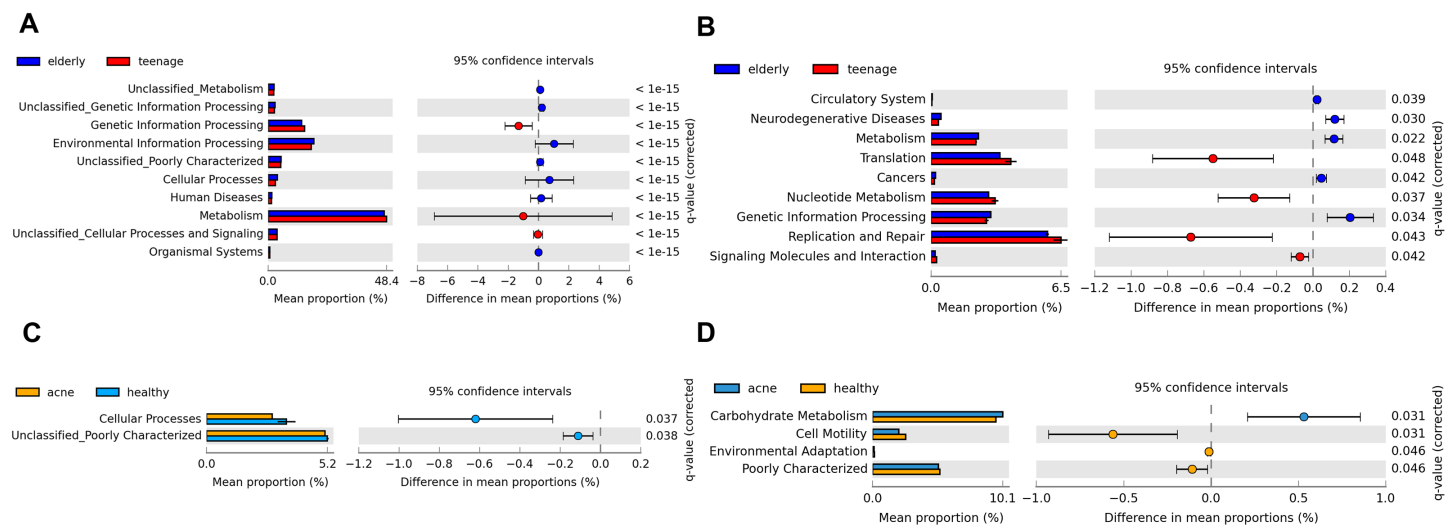 A
elderly teenage
95% confidence intervals
Unclassified_Metabolism < 1e-15
Unclassified_Genetic Information Processing < 1e-15
Genetic Information Processing < 1e-15
Environmental Information Processing < 1e-15
Unclassified_Poorly Characterized < 1e-15
Cellular Processes < 1e-15
Human Diseases < 1e-15
Metabolism < 1e-15
Unclassified_Cellular Processes and Signaling < 1e-15
Organismal Systems < 1e-15
0.0 48.4 −8 −6 −4 −2 0 2 4 6
Mean proportion (%) Difference in mean proportions (%)
q-value (corrected)
B
elderly teenage
95% confidence intervals
Circulatory System 0.039
Neurodegenerative Diseases 0.030
Metabolism 0.022
Translation 0.048
Cancers 0.042
Nucleotide Metabolism 0.037
Genetic Information Processing 0.034
Replication and Repair 0.043
Signaling Molecules and Interaction 0.042
0.0 6.5 −1.2 −1.0 −0.8 −0.6 −0.4 −0.2 0.0 0.2 0.4
Mean proportion (%) Difference in mean proportions (%)
q-value (corrected)
C
acne healthy
95% confidence intervals
Cellular Processes 0.037
Unclassified_Poorly Characterized 0.038
0.0 5.2 −1.2 −1.0 −0.8 −0.6 −0.4 −0.2 0.0 0.2
Mean proportion (%) Difference in mean proportions (%)
q-value (corrected
D
acne healthy
95% confidence intervals
Carbohydrate Metabolism 0.031
Cell Motility 0.031
Environmental Adaptation 0.046
Poorly Characterized 0.046
0.0 10.1 −1.0 −0.5 0.0 0.5 1.0
Mean proportion (%) Difference in mean proportions (%)
q-value (corrected)